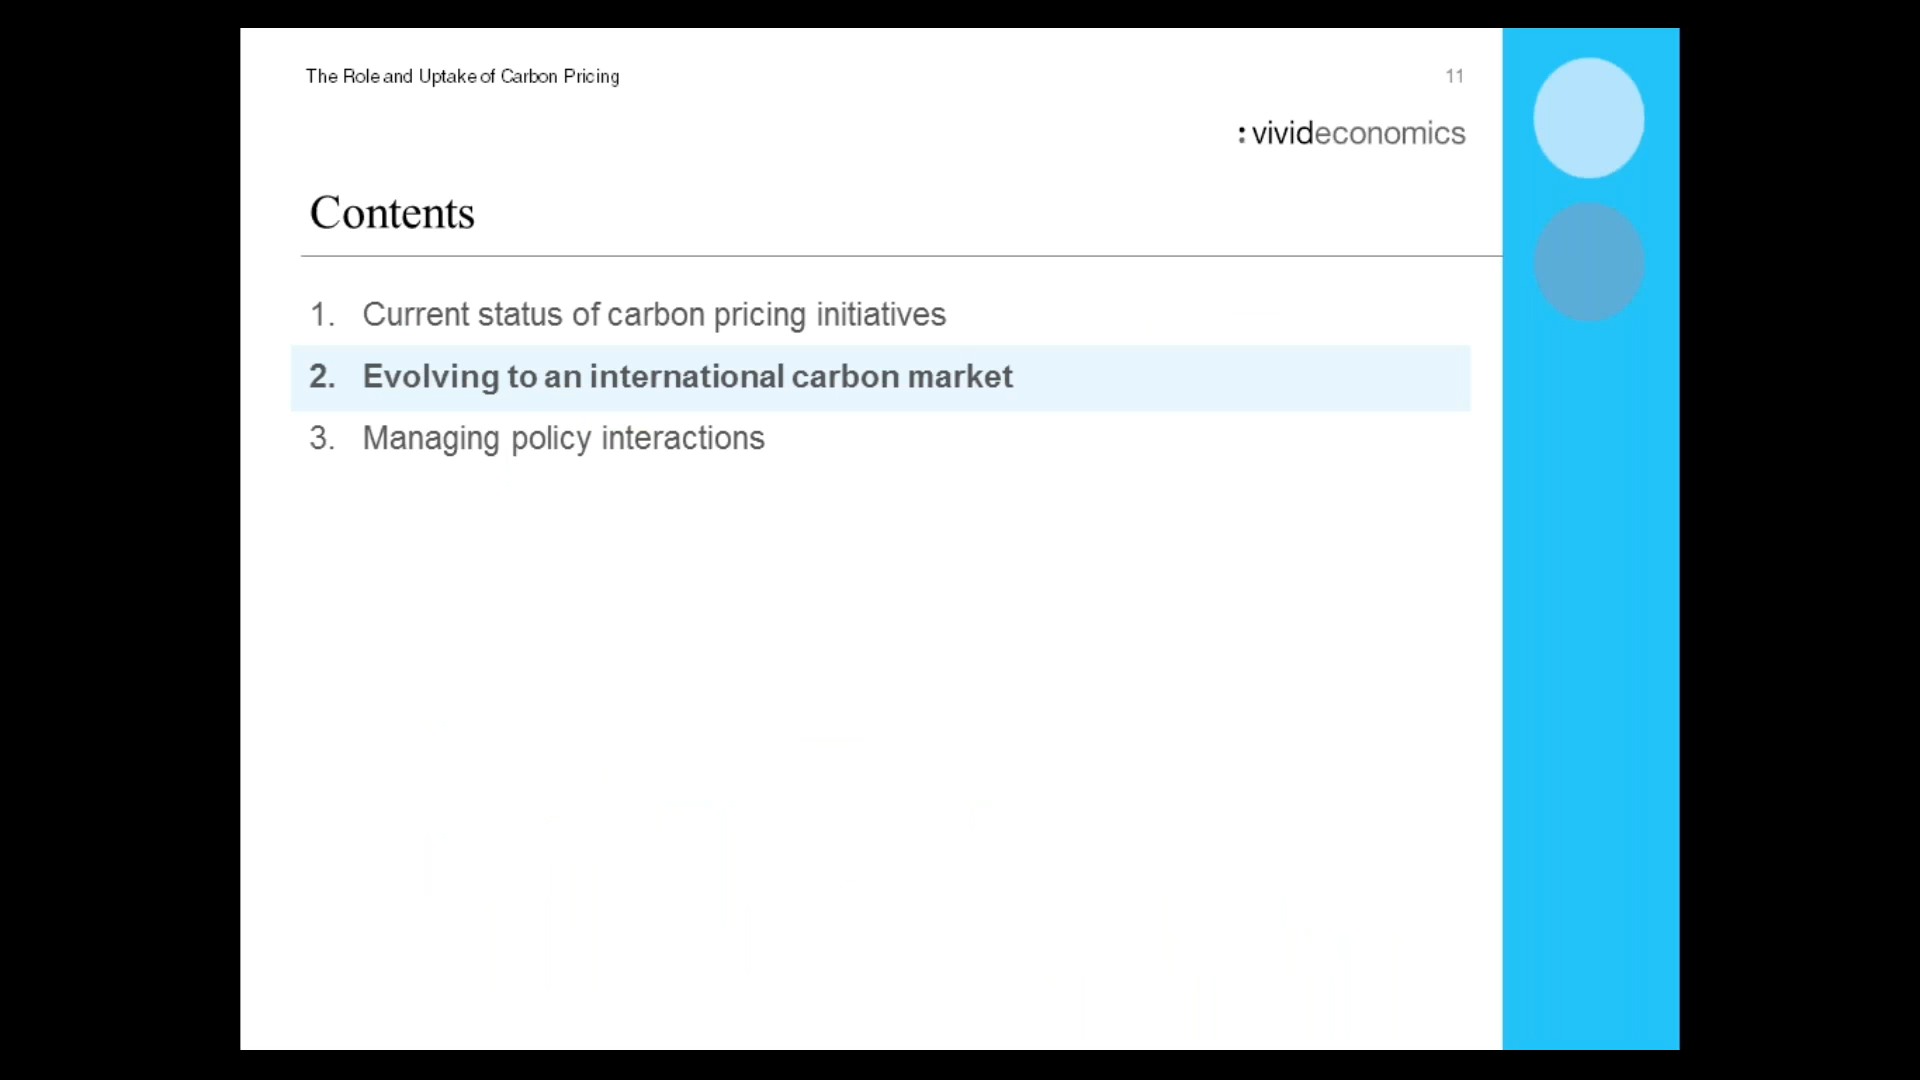 The Role and Uptake of Carbon Pricing
11
:vivideconomics
Contents
1. Current status of carbon pricing initiatives
2. Evolving to an international carbon market
3. Managing policy interactions